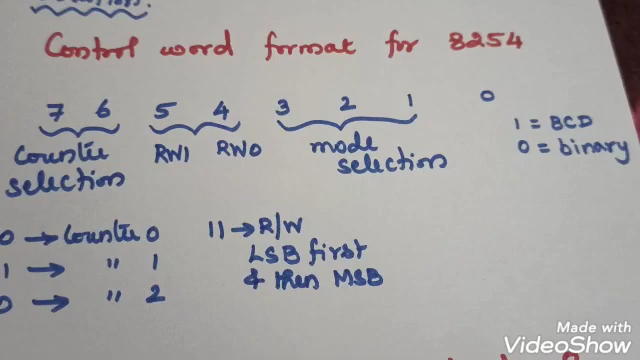 Control word format for 8254
7 6 5 4 3 2 1 0
Counter RW1 RW0 mode 1 = BCD
selection selection 0 = binary
0 → Counter 0 11 → R/W
1 → " 1 LSB first
0 → " 2 & then MSB
Made with
VideoShow